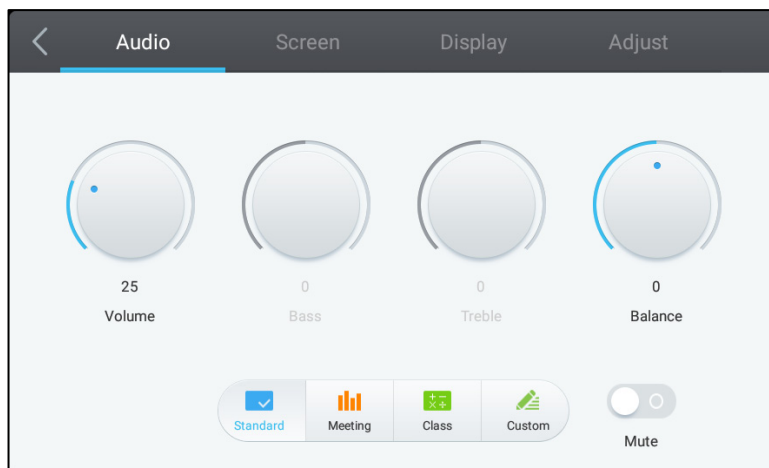 Audio Screen Display Adjust
25 0 0 0
Volume Bass Treble Balance
Standard Meeting Class Custom
Mute